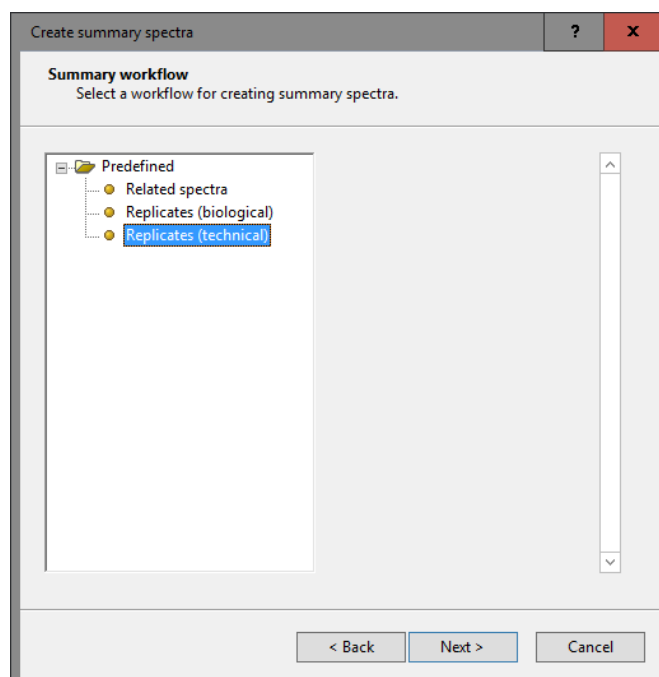 Create summary spectra
?
x
Summary workflow
Select a workflow for creating summary spectra.
Predefined
Related spectra
Replicates (biological)
Replicates (technical)
< Back
Next >
Cancel